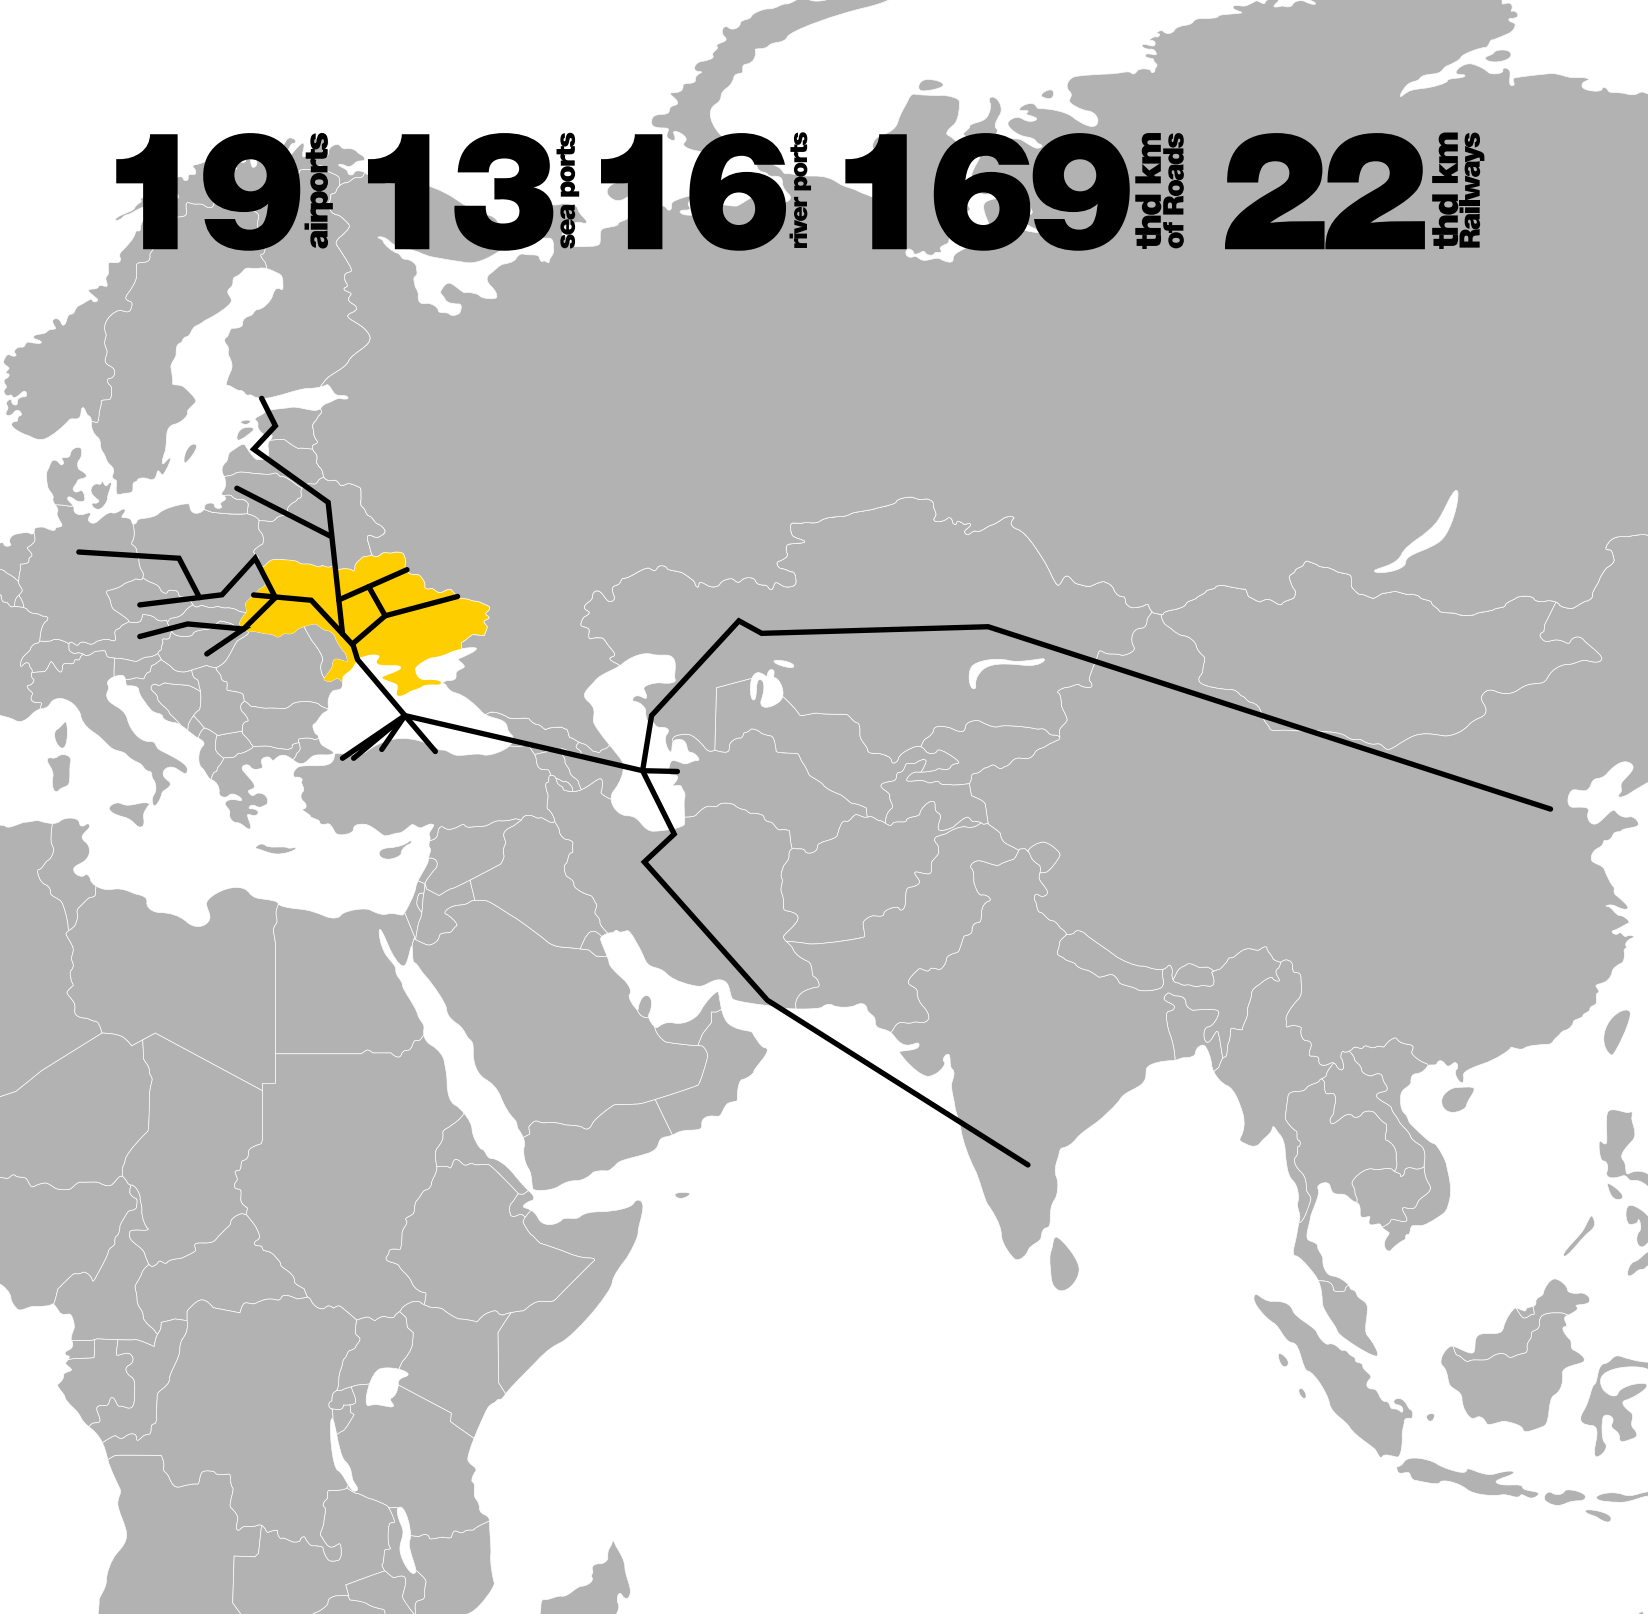 19
airports
13
sea ports
16
river ports
169
thd km
of Roads
22
thd km
Railways